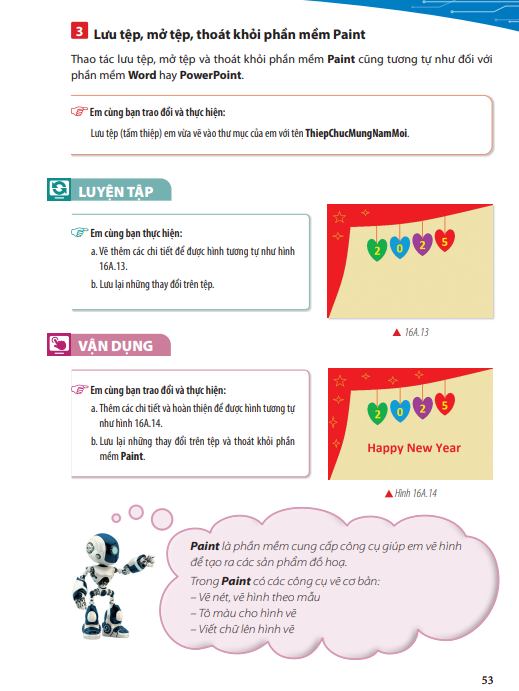 3 Lưu tệp, mở tệp, thoát khỏi phần mềm Paint
Thao tác lưu tệp, mở tệp và thoát khỏi phần mềm Paint cũng tương tự như đối với
phần mềm Word hay PowerPoint.
Em cùng bạn trao đổi và thực hiện:
Lưu tệp (tấm thiệp) em vừa vẽ vào thư mục của em với tên ThiepChucMungNamMoi.
LUYỆN TẬP
Em cùng bạn thực hiện:
a. Vẽ thêm các chi tiết để được hình tương tự như hình
16A.13.
b. Lưu lại những thay đổi trên tệp.
2 0 2 5
▲ 16A.13
VẬN DỤNG
Em cùng bạn trao đổi và thực hiện:
a. Thêm các chi tiết và hoàn thiện để được hình tương tự
như hình 16A.14.
b. Lưu lại những thay đổi trên tệp và thoát khỏi phần
mềm Paint.
2 0 2 5
Happy New Year
▲ Hình 16A.14
Paint là phần mềm cung cấp công cụ giúp em vẽ hình
để tạo ra các sản phẩm đồ hoạ.
Trong Paint có các công cụ vẽ cơ bản:
– Vẽ nét, vẽ hình theo mẫu
– Tô màu cho hình vẽ
– Viết chữ lên hình vẽ
53